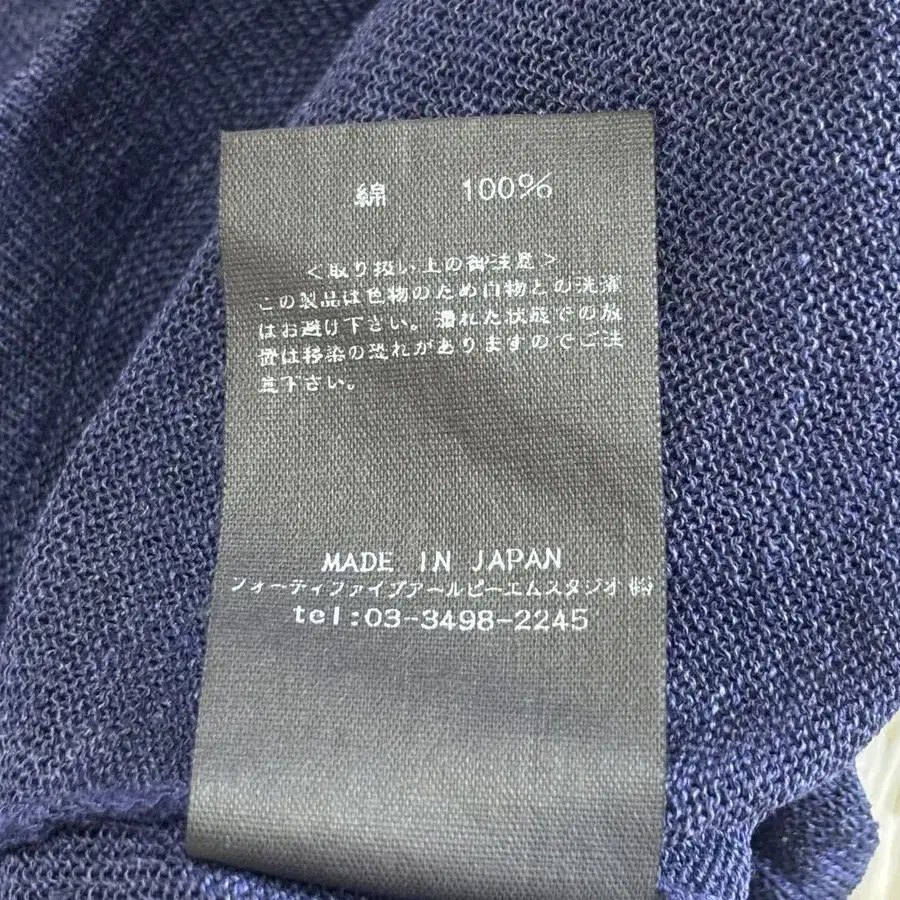 綿 100%
<取り扱い上の御注意>
この製品は色物のため白物との洗濯
はお避け下さい。濡れた状態での放
置は移染の恐れがありますのでご注
意下さい。
MADE IN JAPAN
フォーティファイブアールピーエムスタジオ㈱
tel:03-3498-2245